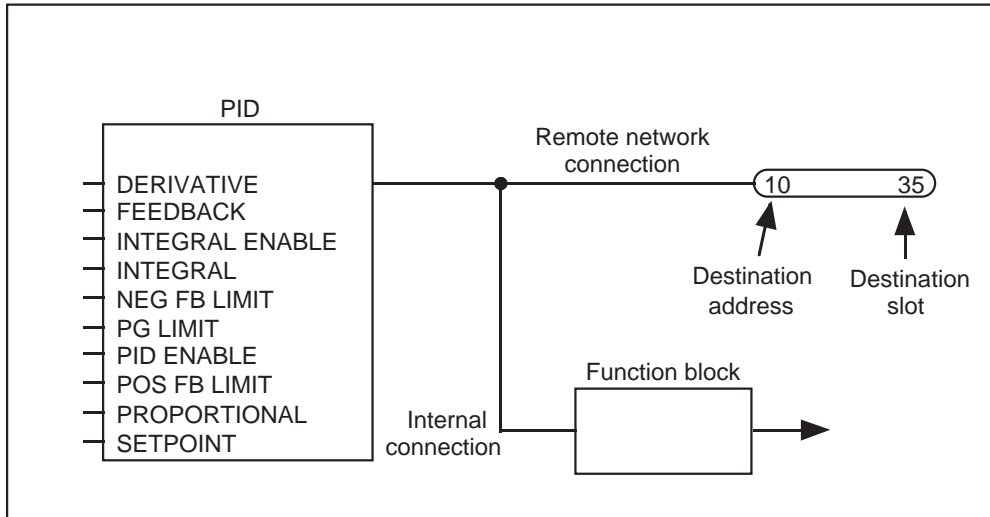 PID
DERIVATIVE
FEEDBACK
INTEGRAL ENABLE
INTEGRAL
NEG FB LIMIT
PG LIMIT
PID ENABLE
POS FB LIMIT
PROPORTIONAL
SETPOINT
Remote network
connection
10 35
Destination
address
Destination
slot
Internal
connection
Function block